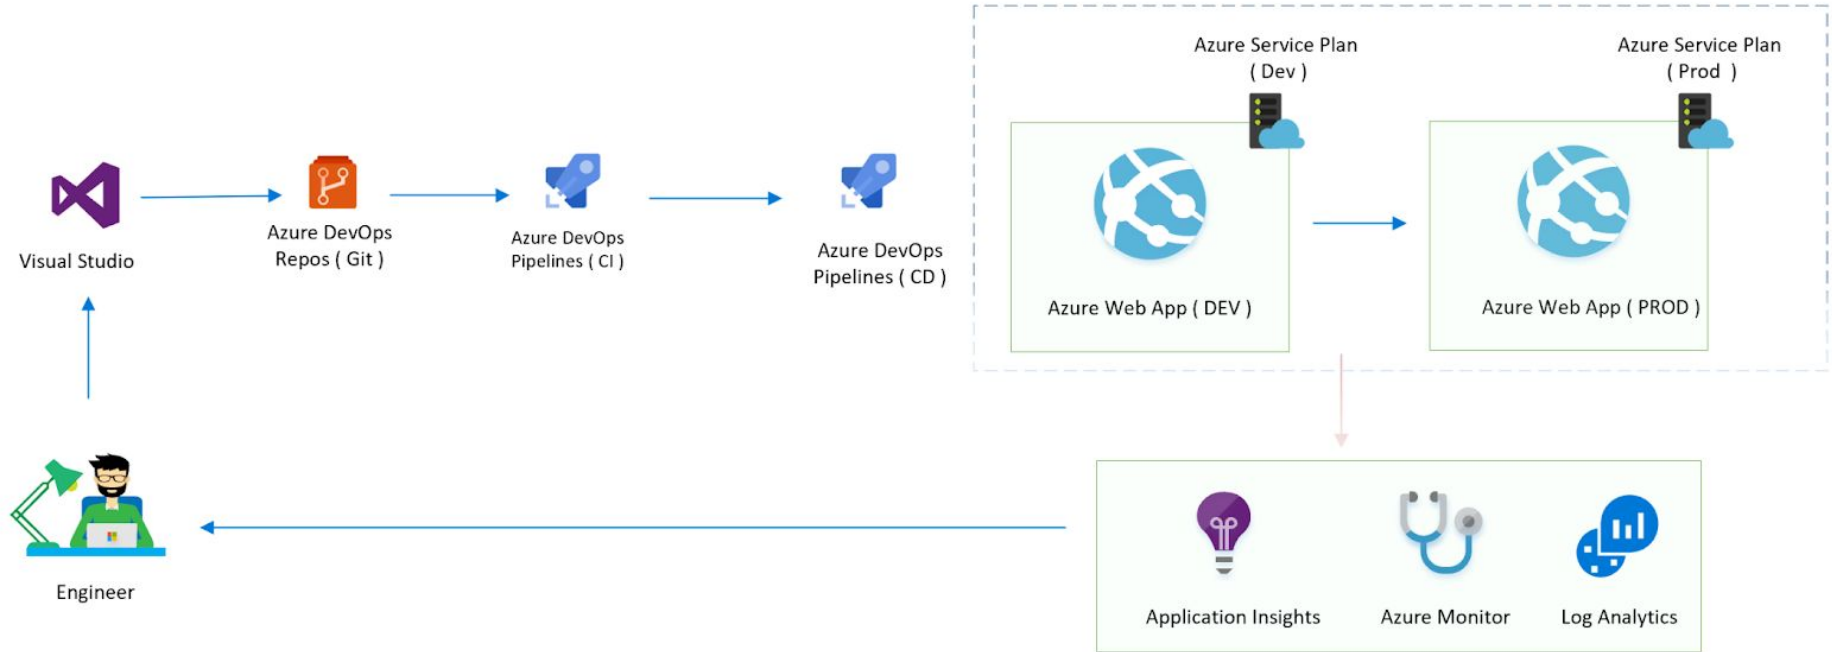 Azure Service Plan
( Dev )
Azure Service Plan
( Prod  )
Visual Studio
Azure DevOps
Repos ( Git )
Azure DevOps
Pipelines ( CI )
Azure DevOps
Pipelines ( CD )
Azure Web App ( DEV )
Azure Web App ( PROD )
Engineer
Application Insights
Azure Monitor
Log Analytics